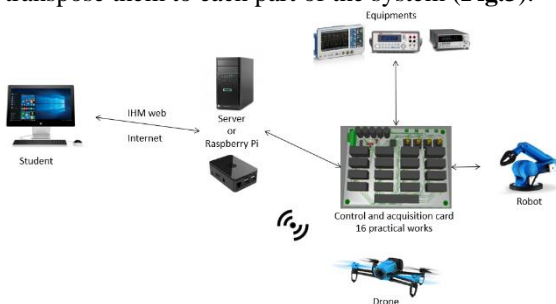 transpose them to each part of the system (Fig.3).
Equipments
IHM web
Internet
Server
or
Raspberry Pi
Student
Control and acquisition card
16 practical works
Robot
Drone